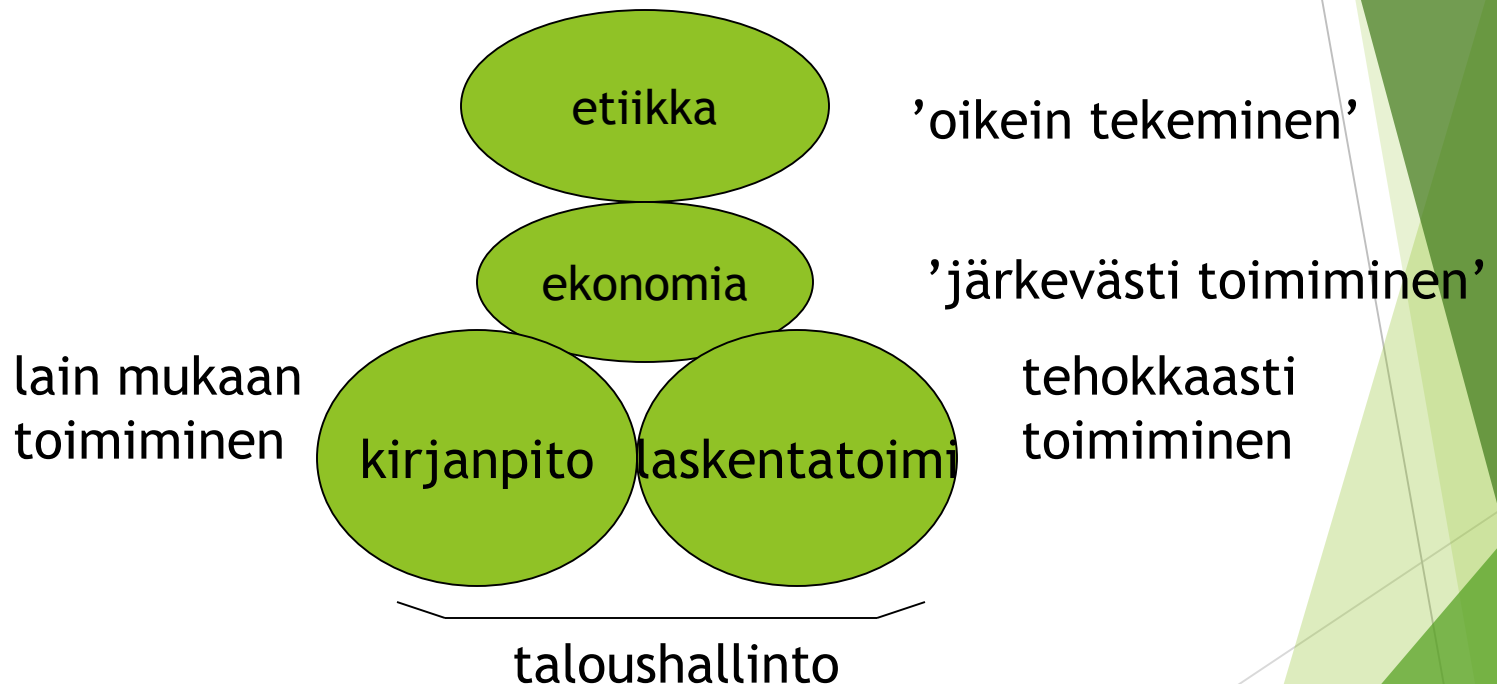 etiikka
’oikein tekeminen’
ekonomia
’järkevästi toimiminen’
lain mukaan
toimiminen
kirjanpito
laskentatoimi
tehokkaasti
toimiminen
taloushallinto